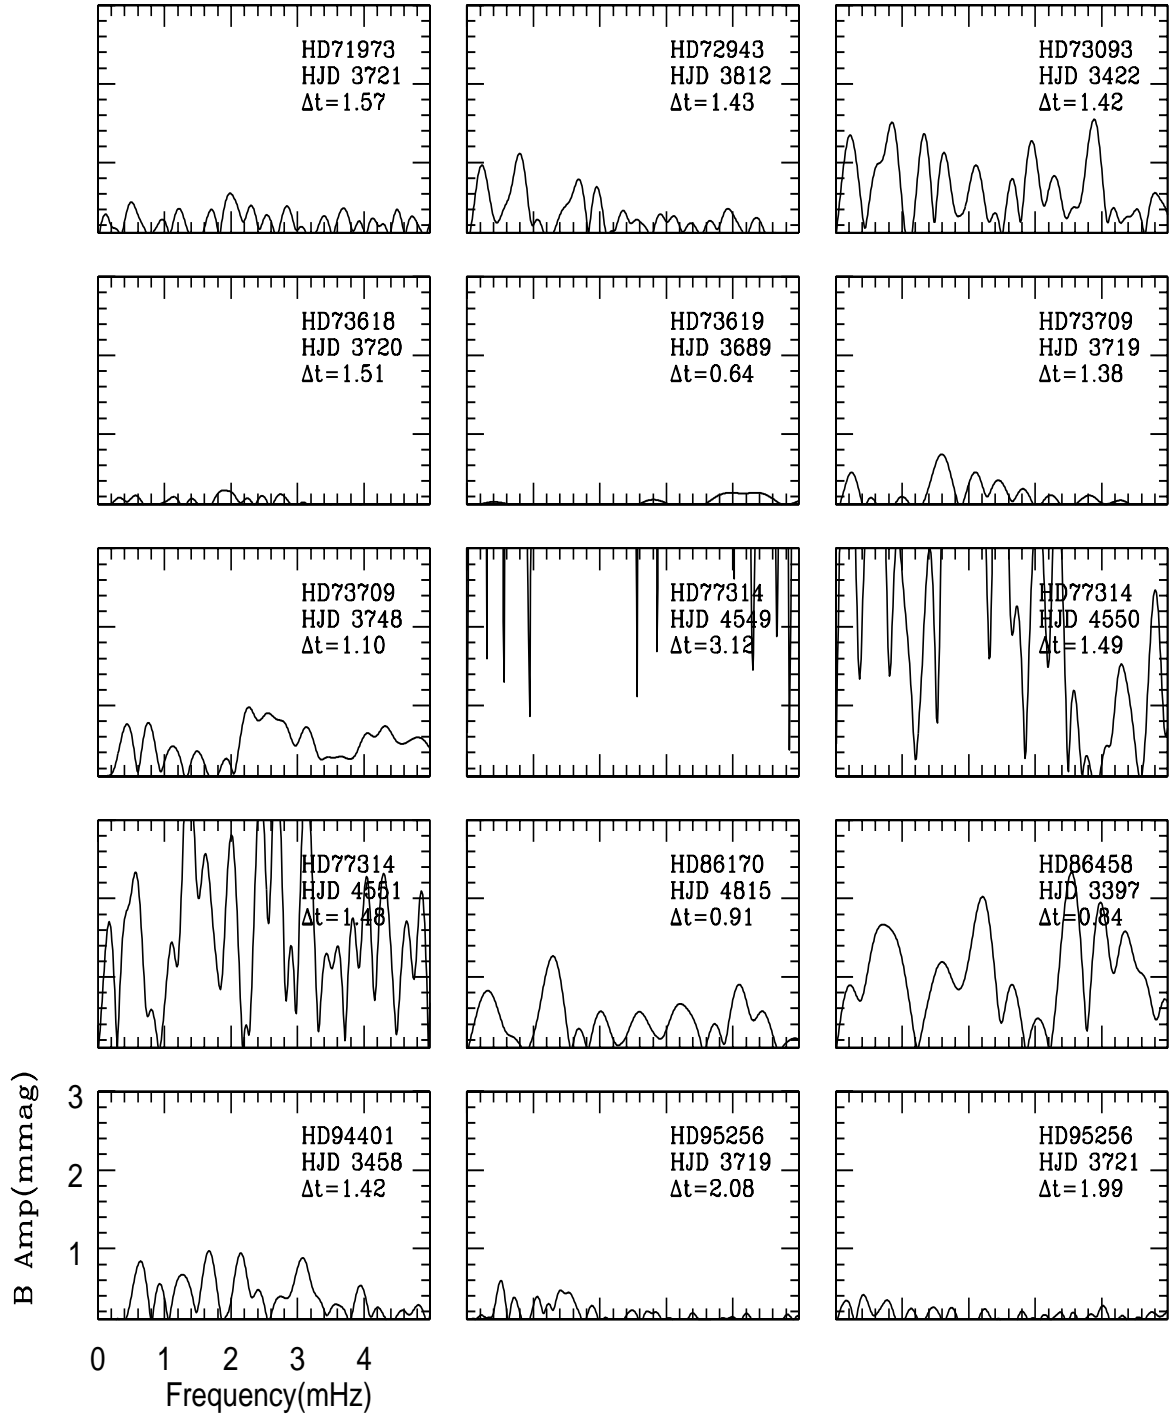 HD71973
HJD 3721
Δt=1.57
HD72943
HJD 3812
Δt=1.43
HD73093
HJD 3422
Δt=1.42
HD73618
HJD 3720
Δt=1.51
HD73619
HJD 3689
Δt=0.64
HD73709
HJD 3719
Δt=1.38
HD73709
HJD 3748
Δt=1.10
HD77314
HJD 4549
Δt=3.12
HD77314
HJD 4550
Δt=1.49
HD77314
HJD 4551
Δt=1.48
HD86170
HJD 4815
Δt=0.91
HD86458
HJD 3397
Δt=0.84
HD94401
HJD 3458
Δt=1.42
HD95256
HJD 3719
Δt=2.08
HD95256
HJD 3721
Δt=1.99
B Amp(mmag)
3
2
1
0 1 2 3 4
Frequency(mHz)